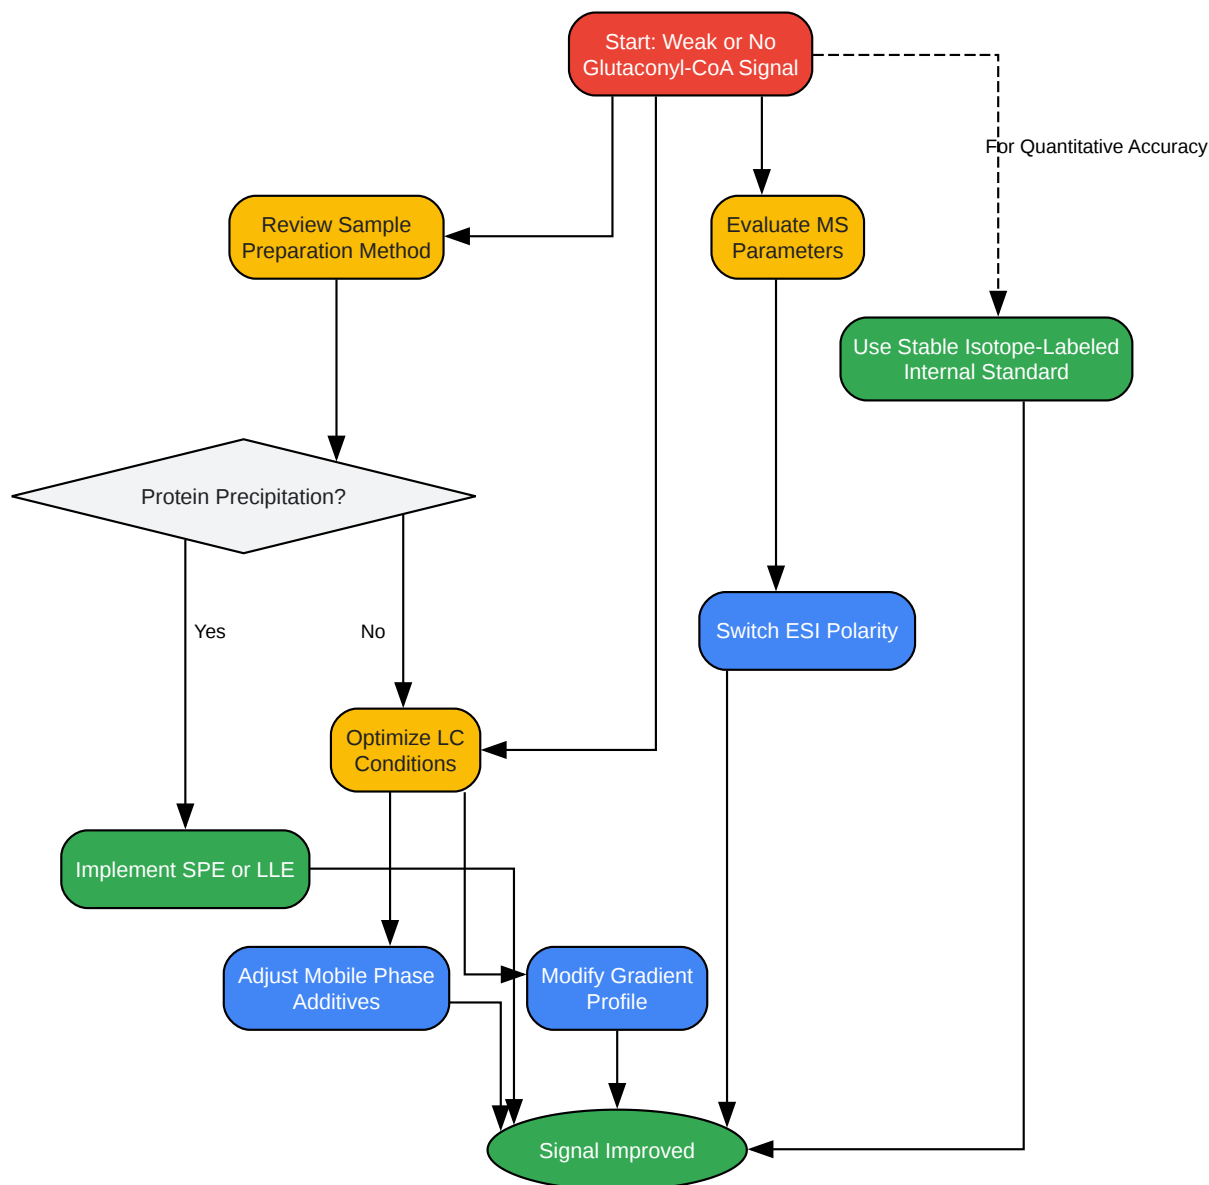 Start: Weak or No
Glutaconyl-CoA Signal
For Quantitative Accuracy
Review Sample
Preparation Method
Evaluate MS
Parameters
Use Stable Isotope-Labeled
Internal Standard
Protein Precipitation?
Yes
No
Switch ESI Polarity
Optimize LC
Conditions
Implement SPE or LLE
Adjust Mobile Phase
Additives
Modify Gradient
Profile
Signal Improved